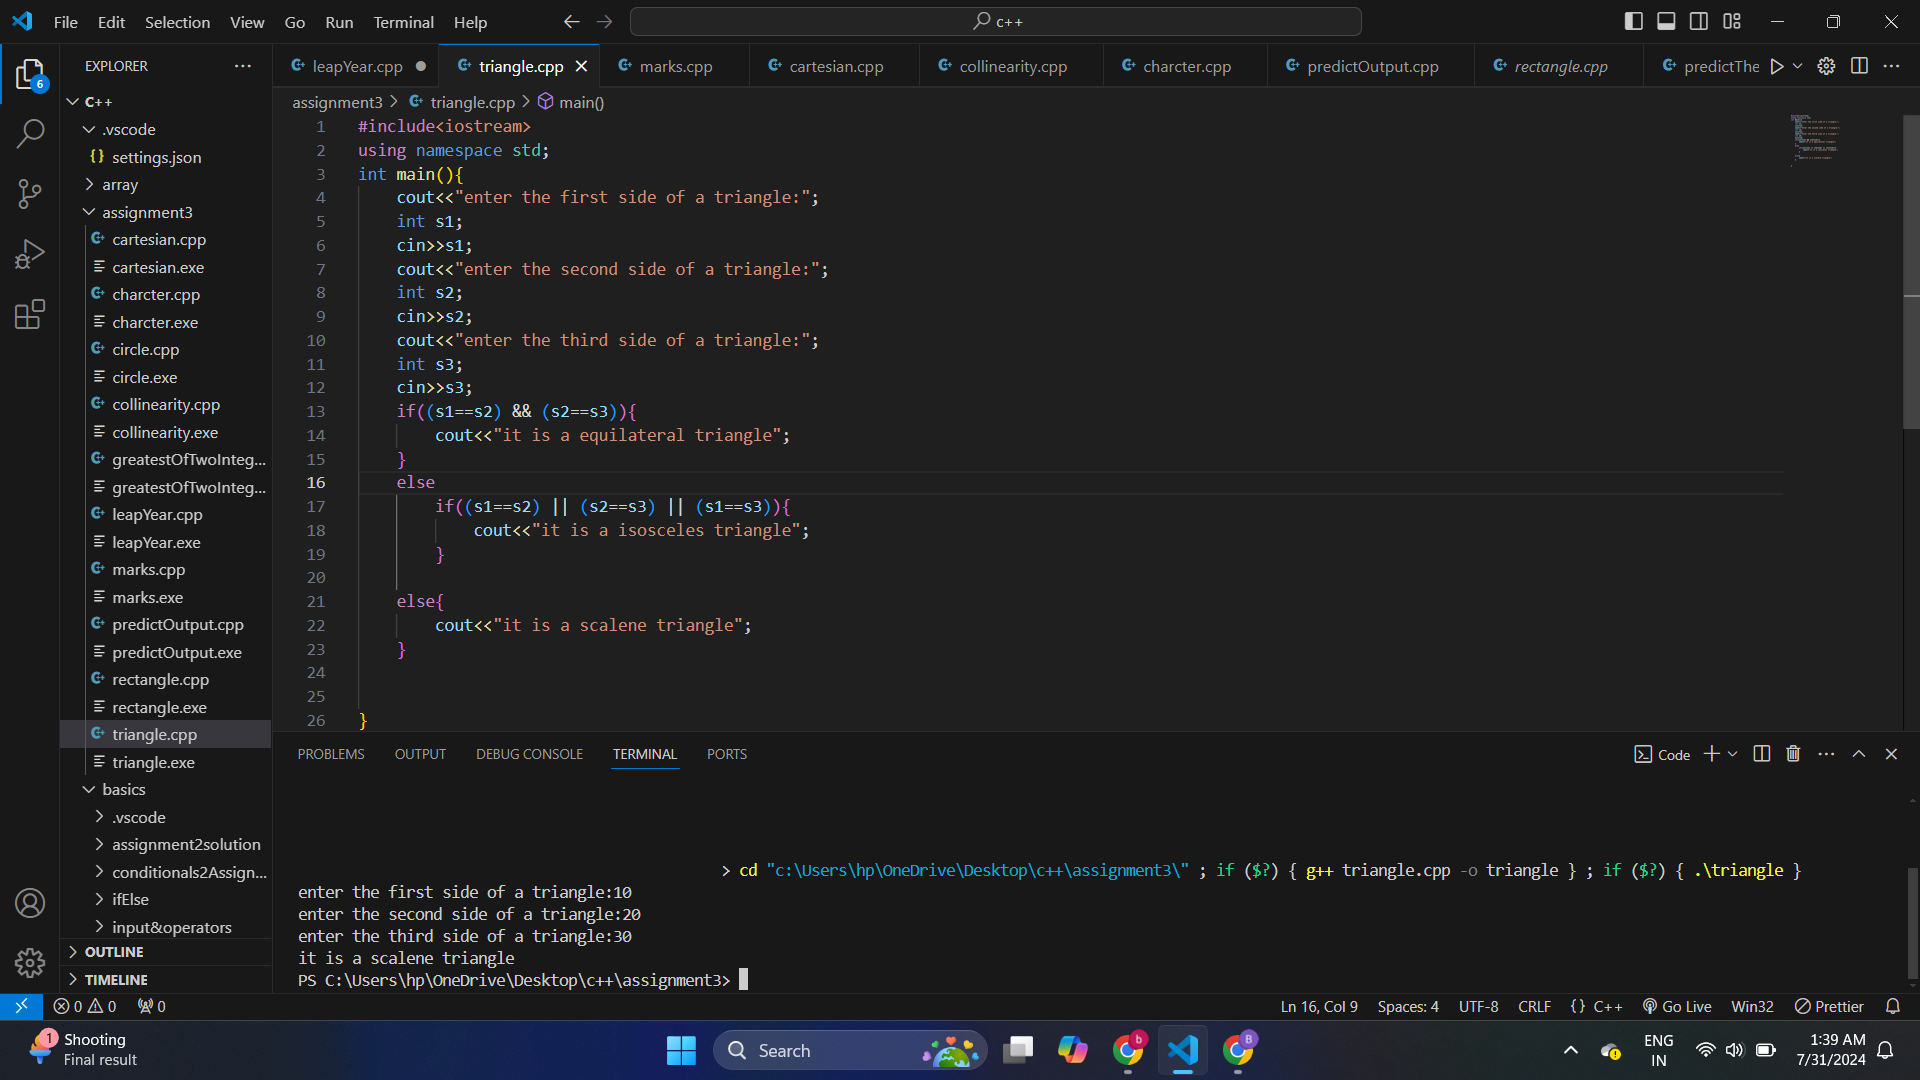 File Edit Selection View Go Run Terminal Help
c++
EXPLORER
leapYear.cpp triangle.cpp marks.cpp cartesian.cpp collinearity.cpp charcter.cpp predictOutput.cpp rectangle.cpp predictThe
6
C++
.vscode
settings.json
array
assignment3
cartesian.cpp
cartesian.exe
charcter.cpp
charcter.exe
circle.cpp
circle.exe
collinearity.cpp
collinearity.exe
greatestOfTwoInteg...
greatestOfTwoInteg...
leapYear.cpp
leapYear.exe
marks.cpp
marks.exe
predictOutput.cpp
predictOutput.exe
rectangle.cpp
rectangle.exe
triangle.cpp
triangle.exe
basics
.vscode
assignment2solution
conditionals2Assign...
ifElse
input&operators
OUTLINE
TIMELINE
assignment3 > triangle.cpp > main()
1 #include<iostream>
2 using namespace std;
3 int main(){
4 cout<<"enter the first side of a triangle:";
5 int s1;
6 cin>>s1;
7 cout<<"enter the second side of a triangle:";
8 int s2;
9 cin>>s2;
10 cout<<"enter the third side of a triangle:";
11 int s3;
12 cin>>s3;
13 if((s1==s2) && (s2==s3)){
14 cout<<"it is a equilateral triangle";
15 }
16 else
17 if((s1==s2) || (s2==s3) || (s1==s3)){
18 cout<<"it is a isosceles triangle";
19 }
20
21 else{
22 cout<<"it is a scalene triangle";
23 }
24
25
26 }
PROBLEMS OUTPUT DEBUG CONSOLE TERMINAL PORTS
Code
> cd "c:\Users\hp\OneDrive\Desktop\c++\assignment3\" ; if ($?) { g++ triangle.cpp -o triangle } ; if ($?) { .\triangle }
enter the first side of a triangle:10
enter the second side of a triangle:20
enter the third side of a triangle:30
it is a scalene triangle
PS C:\Users\hp\OneDrive\Desktop\c++\assignment3>
0 0 0
Ln 16, Col 9 Spaces: 4 UTF-8 CRLF {} C++ Go Live Win32 Prettier
1
Shooting
Final result
Search
b
B
ENG
IN
1:39 AM
7/31/2024